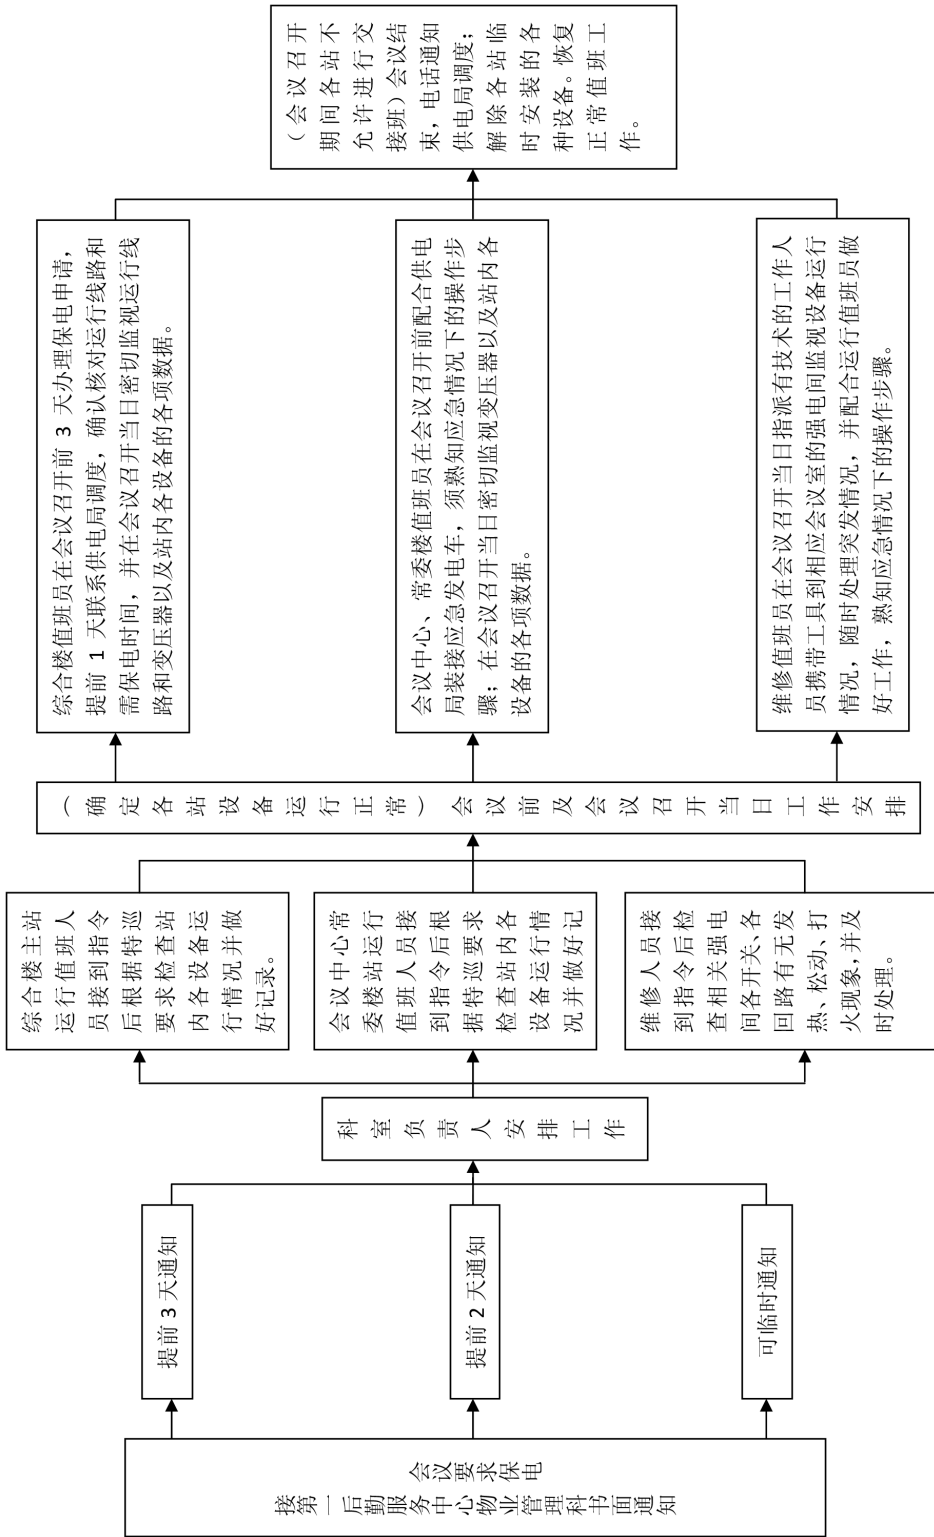 会议要求保电
接第一后勤服务中心物业管理科书面通知
提前 3 天通知
提前 2 天通知
可临时通知
科室负责人安排工作
综合楼主站
运行值班人
员接到指令
后根据特巡
要求检查站
内各设备运
行情况并做
好记录。
会议中心常
委楼站运行
值班人员接
到指令后根
据特巡要求
检查站内各
设备运行情
况并做好记
维修人员接
到指令后检
查相关强电
间各开关、各
回路有无发
热、松动、打
火现象，并及
时处理。
（确定各站设备运行正常）会议前及会议召开当日工作安排
综合楼值班员在会议召开前 3 天办理保电申请，
提前 1 天联系供电局调度，确认核对运行线路和
需保电时间，并在会议召开当日密切监视运行线
路和变压器以及站内各设备的各项数据。
会议中心、常委楼值班员在会议召开前配合供电
局装接应急发电车，须熟知应急情况下的操作步
骤；在会议召开当日密切监视变压器以及站内各
设备的各项数据。
维修值班员在会议召开当日指派有技术的工作人
员携带工具到相应会议室的强电间监视设备运行
情况，随时处理突发情况，并配合运行值班员做
好工作，熟知应急情况下的操作步骤。
（会议召开
期间各站不
允许进行交
接班）会议结
束，电话通知
供电局调度；
解除各站临
时安装的各
种设备。恢复
正常值班工
作。